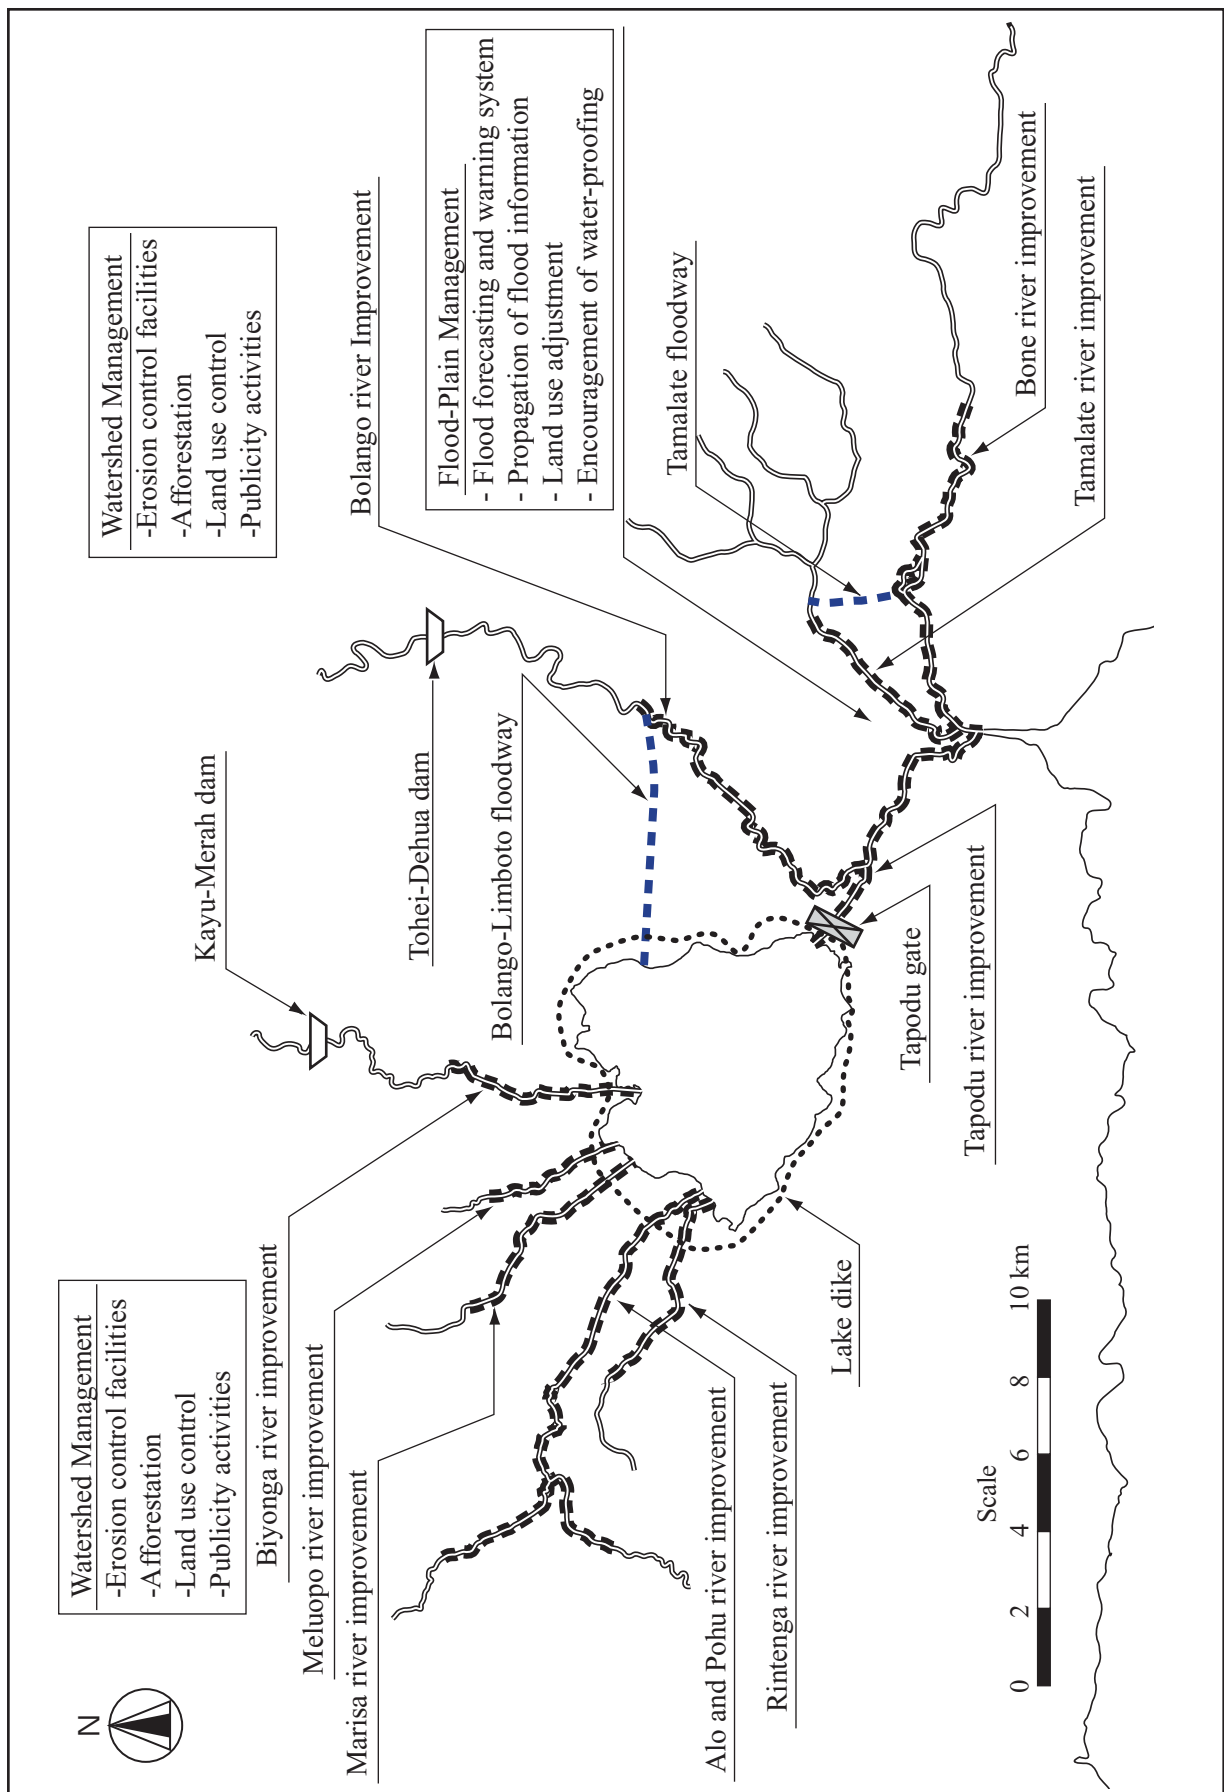 N
Watershed Management
-Erosion control facilities
-Afforestation
-Land use control
-Publicity activities
Biyonga river improvement
Meluopo river improvement
Marisa river improvement
Kayu-Merah dam
Tohei-Dehua dam
Bolango-Limboto floodway
Watershed Management
-Erosion control facilities
-Afforestation
-Land use control
-Publicity activities
Bolango river Improvement
Flood-Plain Management
- Flood forecasting and warning system
- Propagation of flood information
- Land use adjustment
- Encouragement of water-proofing
Tamalate floodway
Bone river improvement
Tamalate river improvement
Alo and Pohu river improvement
Rintenga river improvement
Lake dike
Tapodu gate
Tapodu river improvement
Scale
0 2 4 6 8 10 km